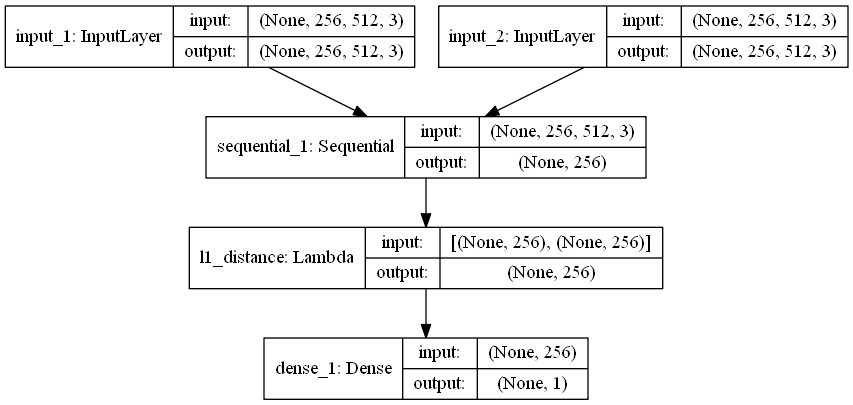 input_1: InputLayer
input: (None, 256, 512, 3)
output: (None, 256, 512, 3)
input_2: InputLayer
input: (None, 256, 512, 3)
output: (None, 256, 512, 3)
sequential_1: Sequential
input: (None, 256, 512, 3)
output: (None, 256)
l1_distance: Lambda
input: [(None, 256), (None, 256)]
output: (None, 256)
dense_1: Dense
input: (None, 256)
output: (None, 1)